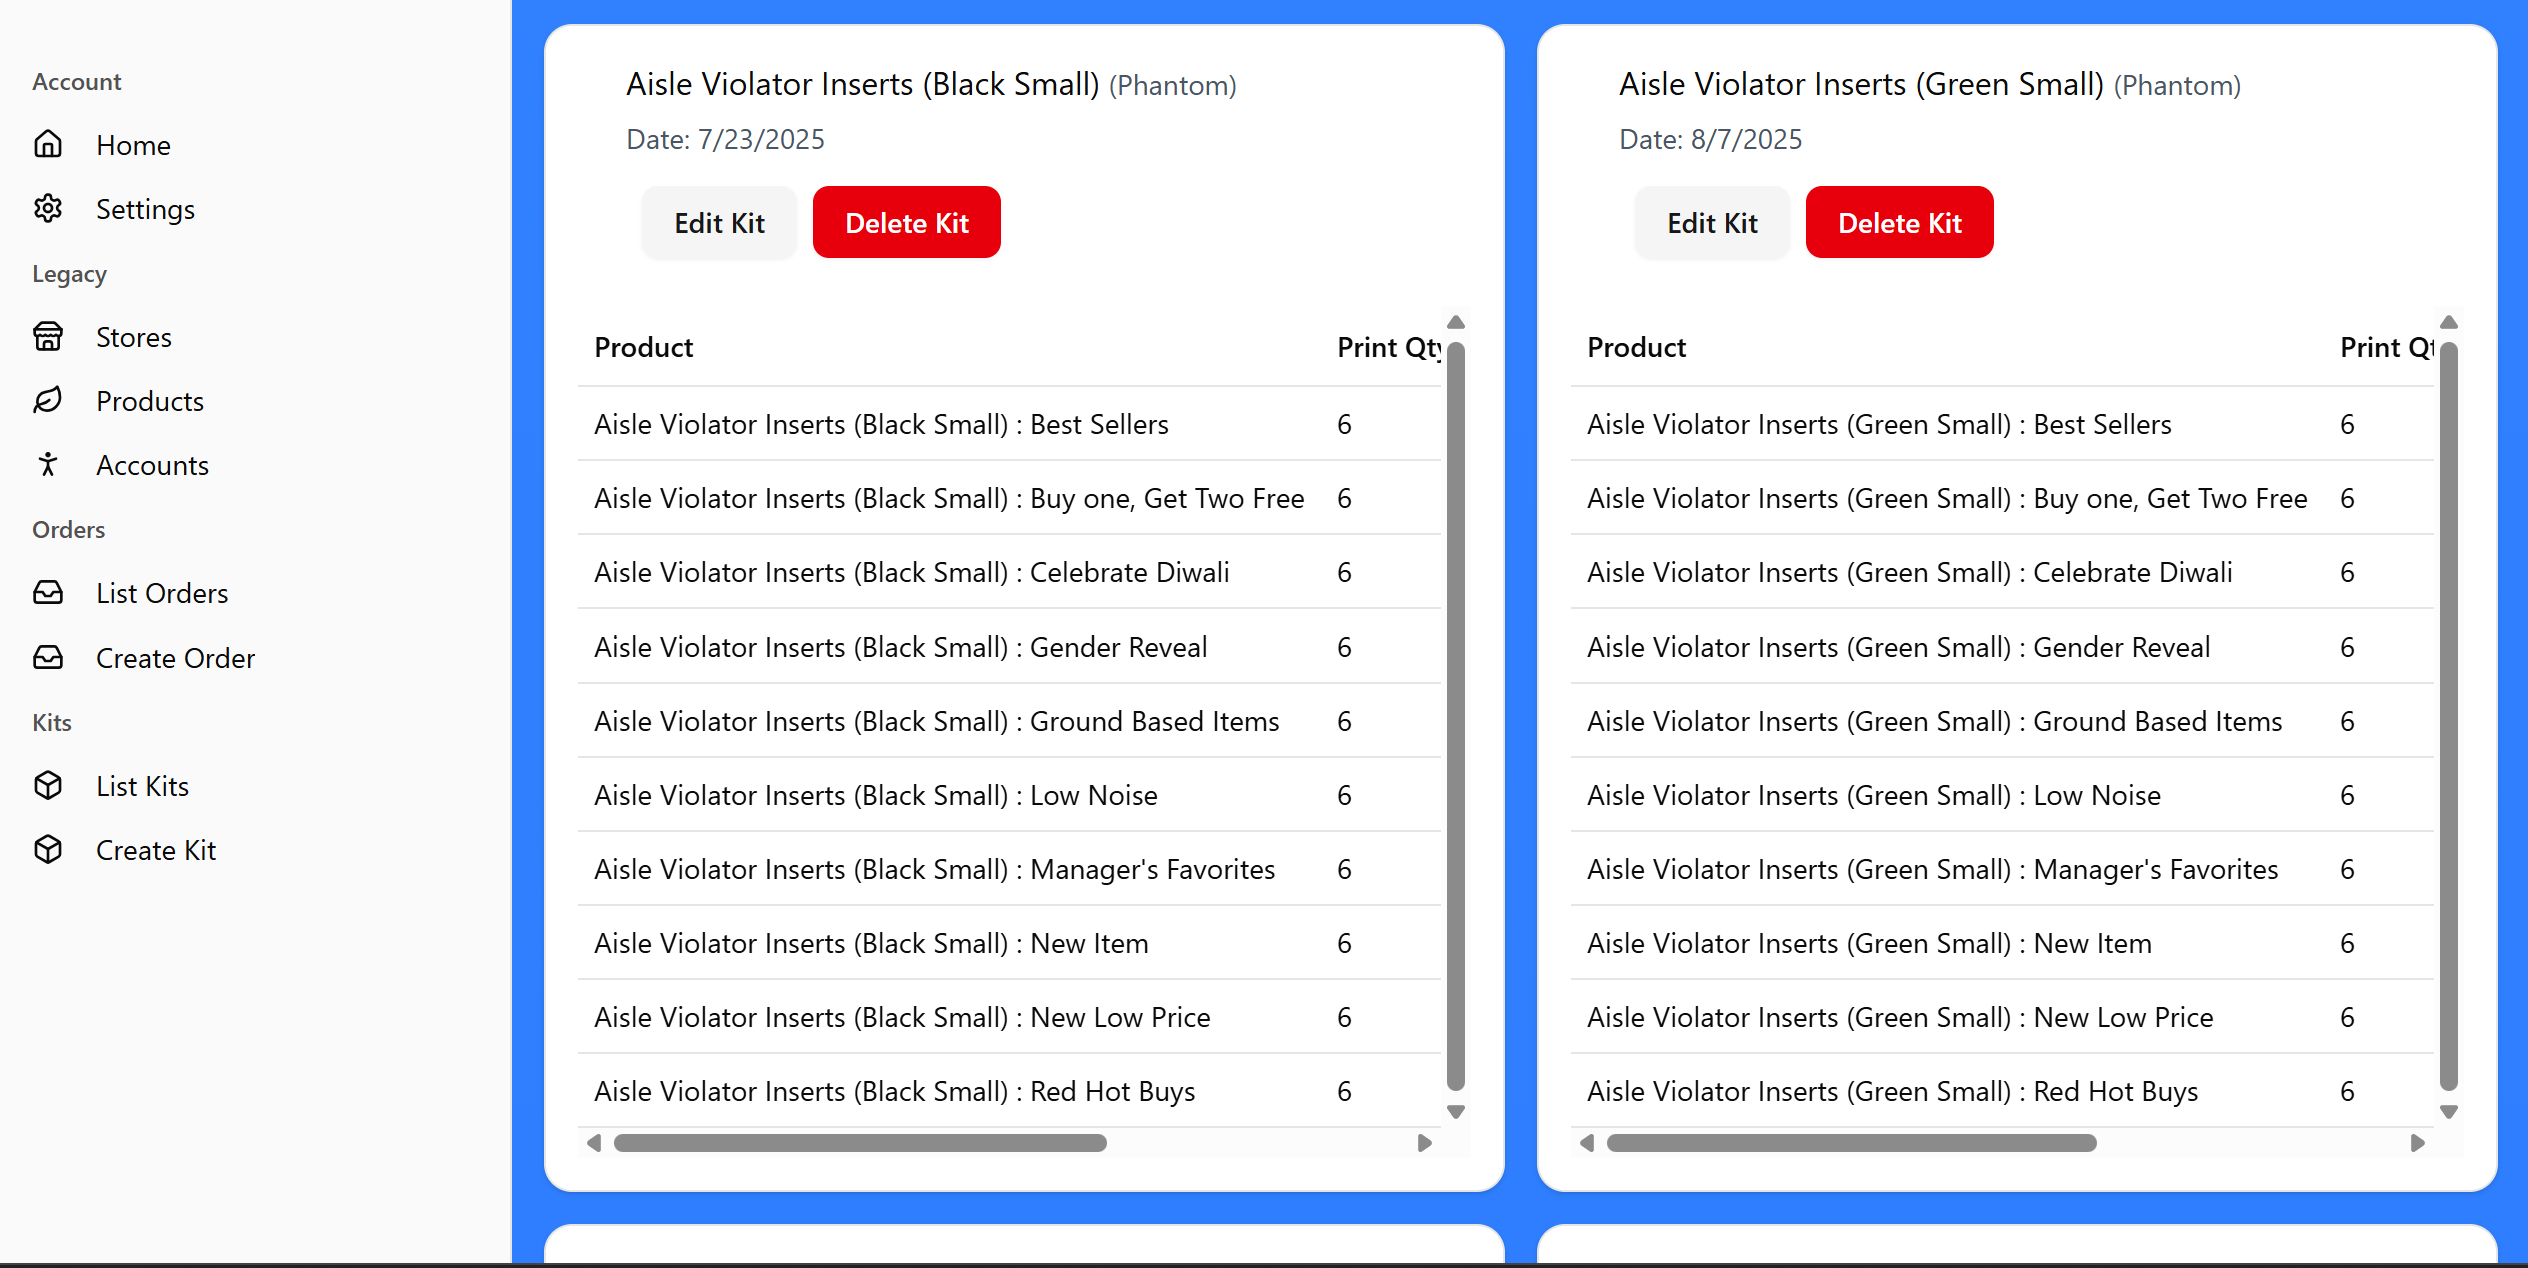 Account
Home
Settings
Legacy
Stores
Products
Accounts
Orders
List Orders
Create Order
Kits
List Kits
Create Kit
Aisle Violator Inserts (Black Small) (Phantom)
Date: 7/23/2025
Edit Kit Delete Kit
Product Print Qty
Aisle Violator Inserts (Black Small) : Best Sellers 6
Aisle Violator Inserts (Black Small) : Buy one, Get Two Free 6
Aisle Violator Inserts (Black Small) : Celebrate Diwali 6
Aisle Violator Inserts (Black Small) : Gender Reveal 6
Aisle Violator Inserts (Black Small) : Ground Based Items 6
Aisle Violator Inserts (Black Small) : Low Noise 6
Aisle Violator Inserts (Black Small) : Manager's Favorites 6
Aisle Violator Inserts (Black Small) : New Item 6
Aisle Violator Inserts (Black Small) : New Low Price 6
Aisle Violator Inserts (Black Small) : Red Hot Buys 6
Aisle Violator Inserts (Green Small) (Phantom)
Date: 8/7/2025
Edit Kit Delete Kit
Product Print Qt
Aisle Violator Inserts (Green Small) : Best Sellers 6
Aisle Violator Inserts (Green Small) : Buy one, Get Two Free 6
Aisle Violator Inserts (Green Small) : Celebrate Diwali 6
Aisle Violator Inserts (Green Small) : Gender Reveal 6
Aisle Violator Inserts (Green Small) : Ground Based Items 6
Aisle Violator Inserts (Green Small) : Low Noise 6
Aisle Violator Inserts (Green Small) : Manager's Favorites 6
Aisle Violator Inserts (Green Small) : New Item 6
Aisle Violator Inserts (Green Small) : New Low Price 6
Aisle Violator Inserts (Green Small) : Red Hot Buys 6